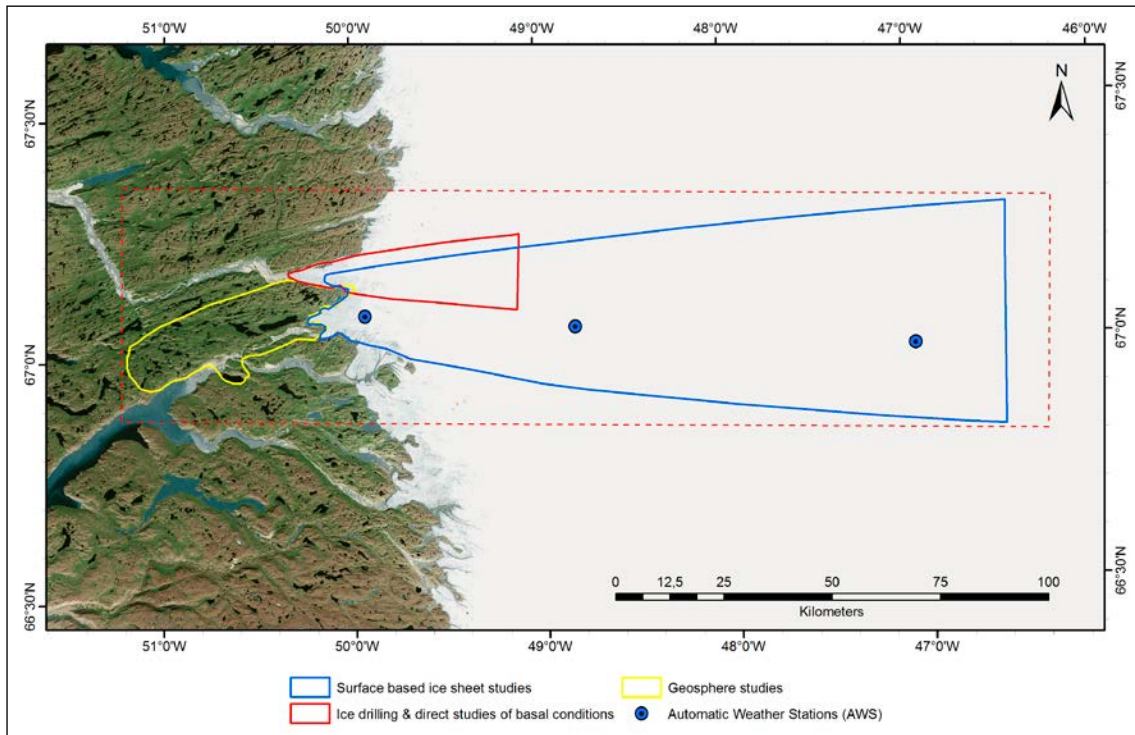 51°0'W 50°0'W 49°0'W 48°0'W 47°0'W 46°0'W
N
67°30'N 67°30'N
67°0'N 67°0'N
66°30'N 66°30'N
0 12,5 25 50 75 100
Kilometers
51°0'W 50°0'W 49°0'W 48°0'W 47°0'W
Surface based ice sheet studies Geosphere studies
Ice drilling & direct studies of basal conditions Automatic Weather Stations (AWS)